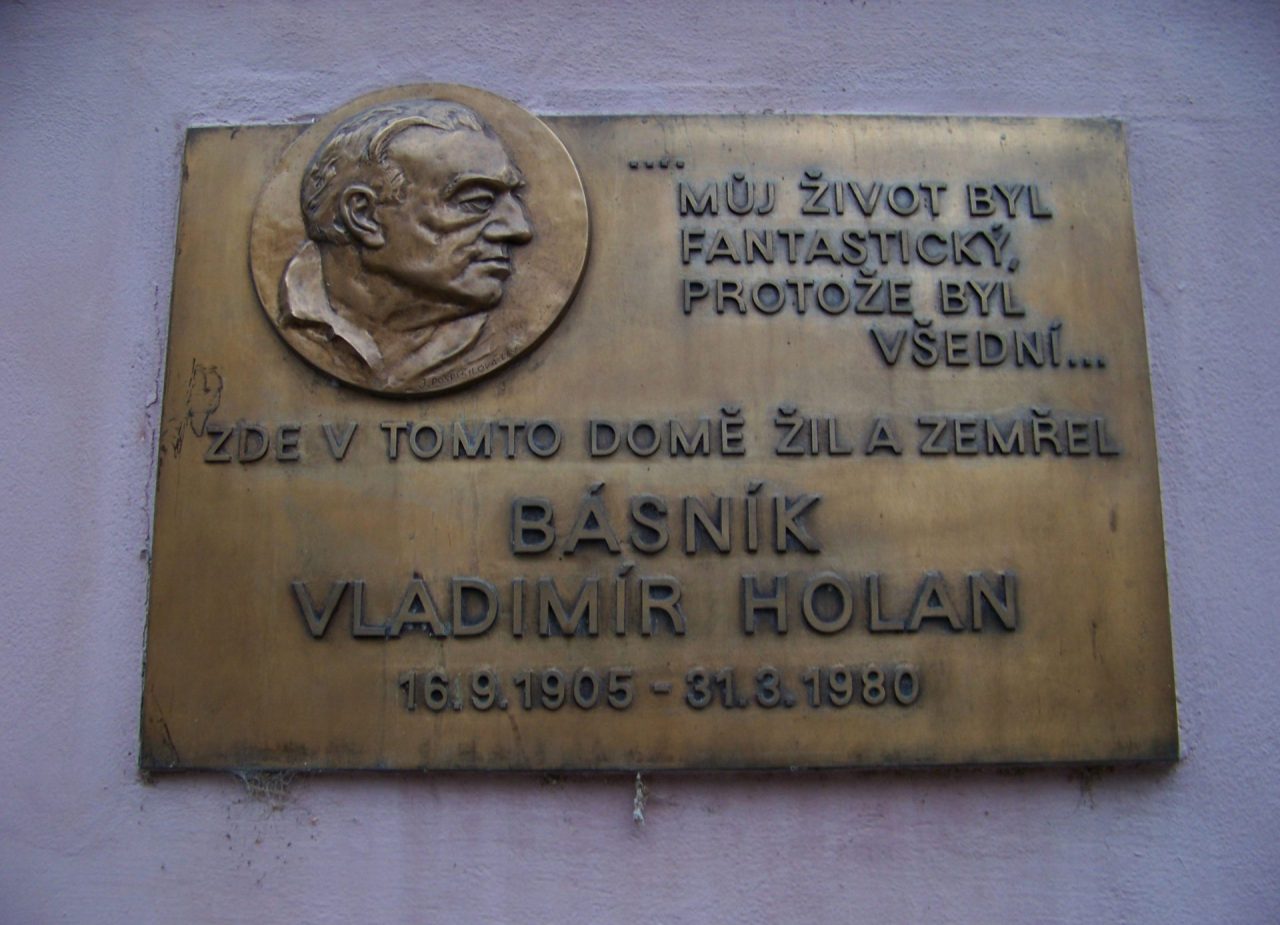 ....
MŮJ ŽIVOT BYL
FANTASTICKÝ,
PROTOŽE BYL
VŠEDNÍ...
ZDE V TOMTO DOMĚ ŽIL A ZEMŘEL
BÁSNÍK
VLADIMÍR HOLAN
16.9.1905 - 31.3.1980